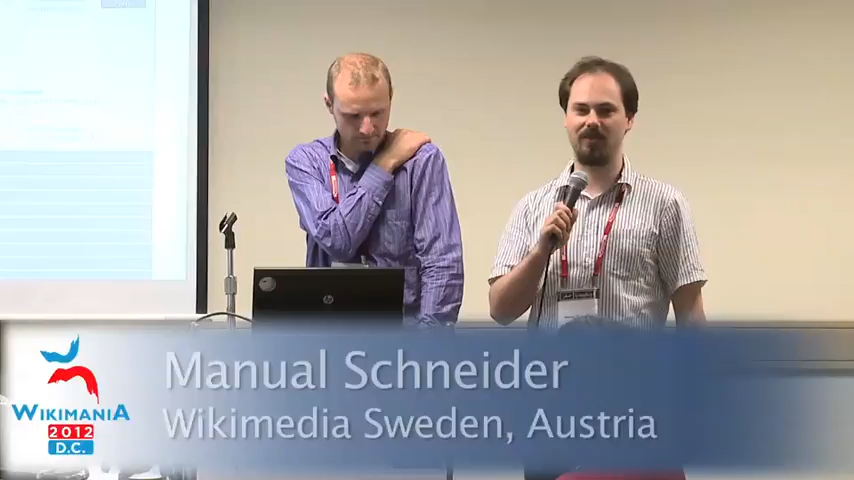 Manual Schneider
Wikimedia Sweden, Austria
WIKIMANIA
2012
D.C.
hp